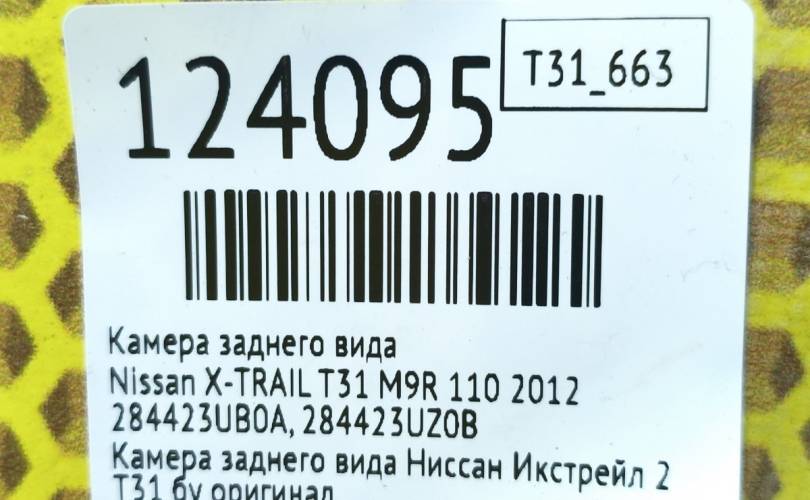 124095
T31_663
Камера заднего вида
Nissan X-TRAIL T31 M9R 110 2012
284423UB0A, 284423UZ0B
Камера заднего вида Ниссан Икстрейл 2
T31 бу оригинал